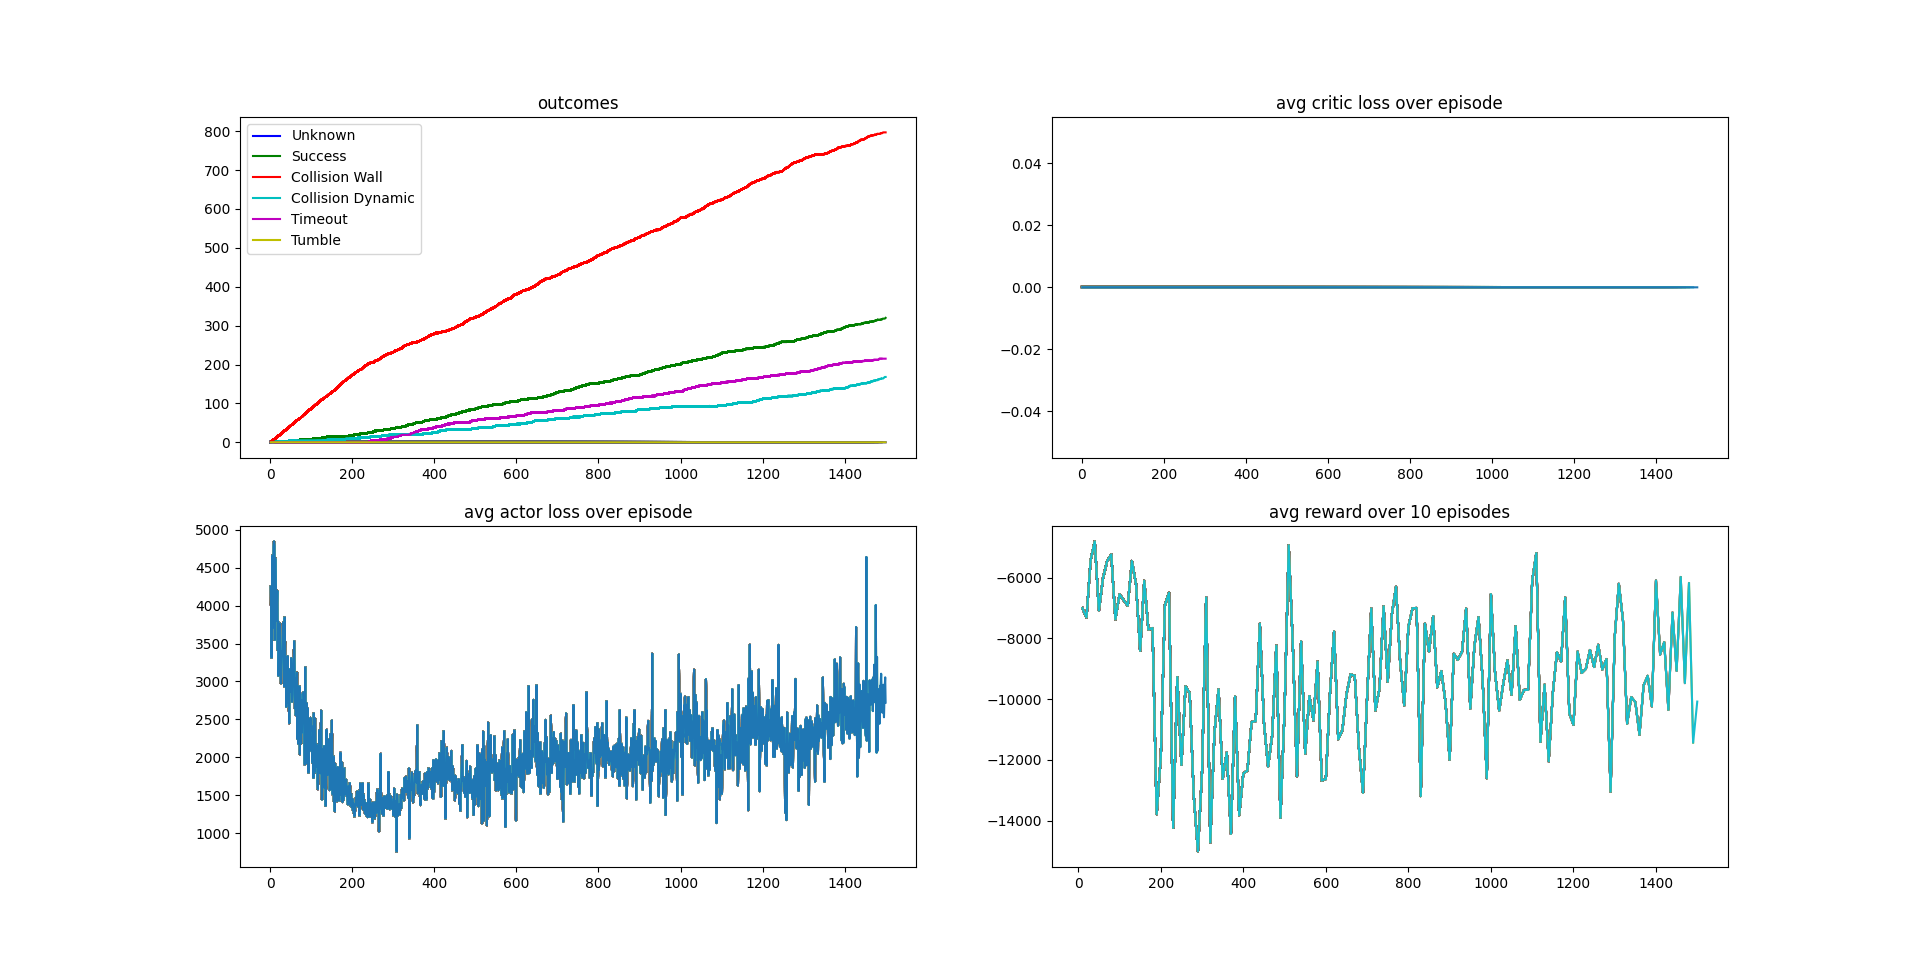 outcomes
800
700
600
500
400
300
200
100
0
Unknown
Success
Collision Wall
Collision Dynamic
Timeout
Tumble
0 200 400 600 800 1000 1200 1400
avg critic loss over episode
0.04
0.02
0.00
−0.02
−0.04
0 200 400 600 800 1000 1200 1400
avg actor loss over episode
5000
4500
4000
3500
3000
2500
2000
1500
1000
0 200 400 600 800 1000 1200 1400
avg reward over 10 episodes
−6000
−8000
−10000
−12000
−14000
0 200 400 600 800 1000 1200 1400